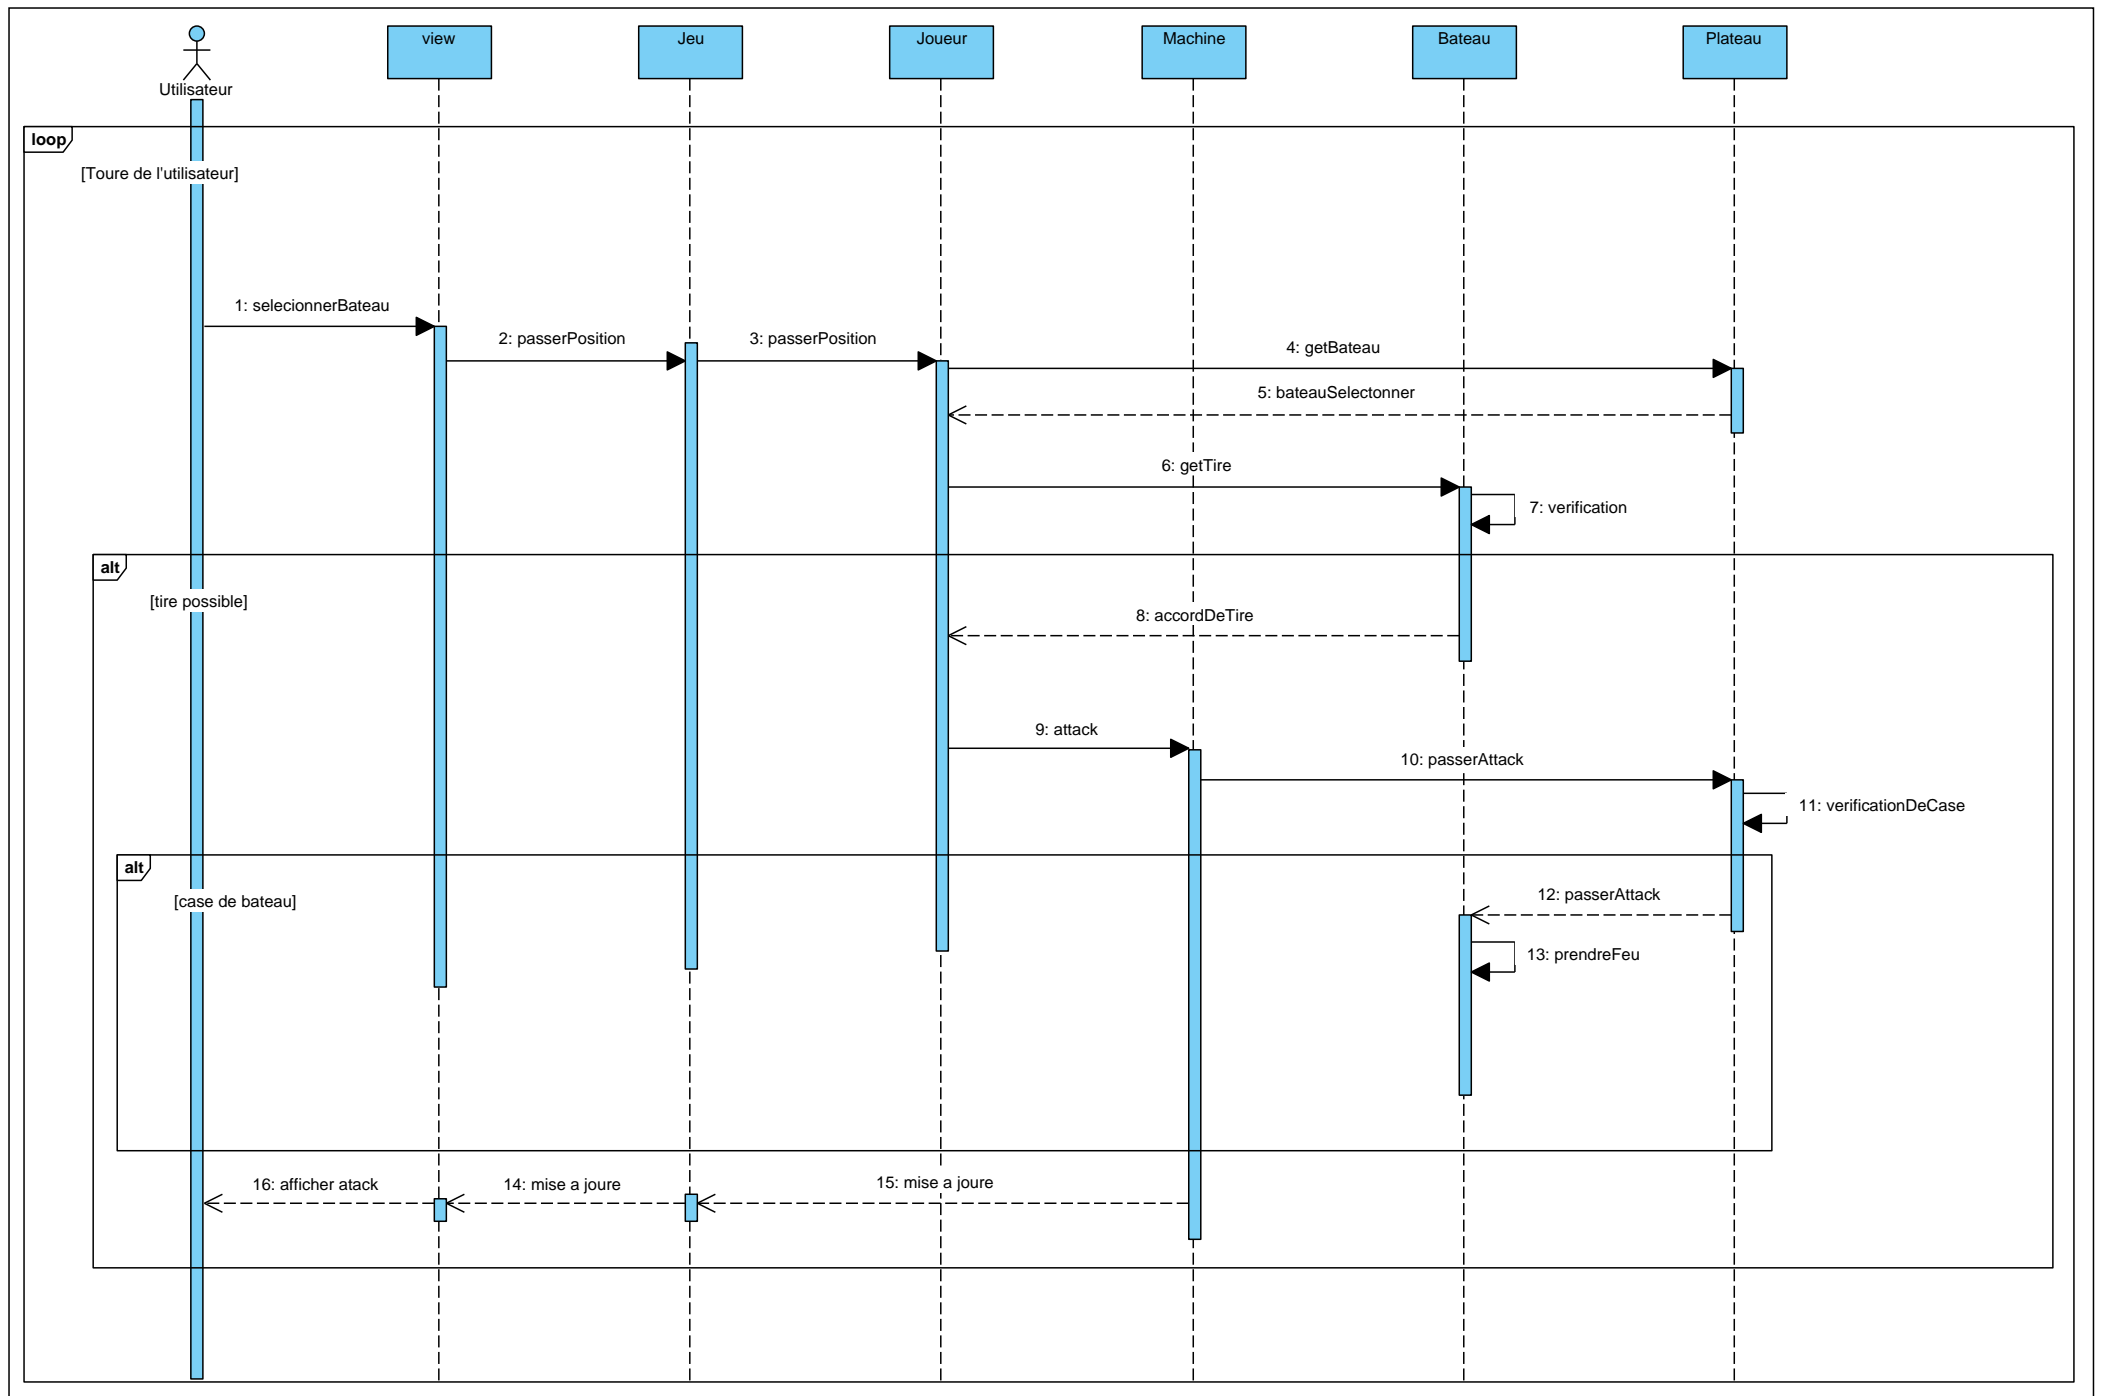 Utilisateur
view
Jeu
Joueur
Machine
Bateau
Plateau
loop
[Toure de l'utilsateur]
1: selecionnerBateau
2: passerPosition
3: passerPosition
4: getBateau
5: bateauSelectonner
6: getTire
7: verification
alt
[tire possible]
8: accordDeTire
9: attack
10: passerAttack
11: verificationDeCase
alt
[case de bateau]
12: passerAttack
13: prendreFeu
16: afficher atack
14: mise a joure
15: mise a joure